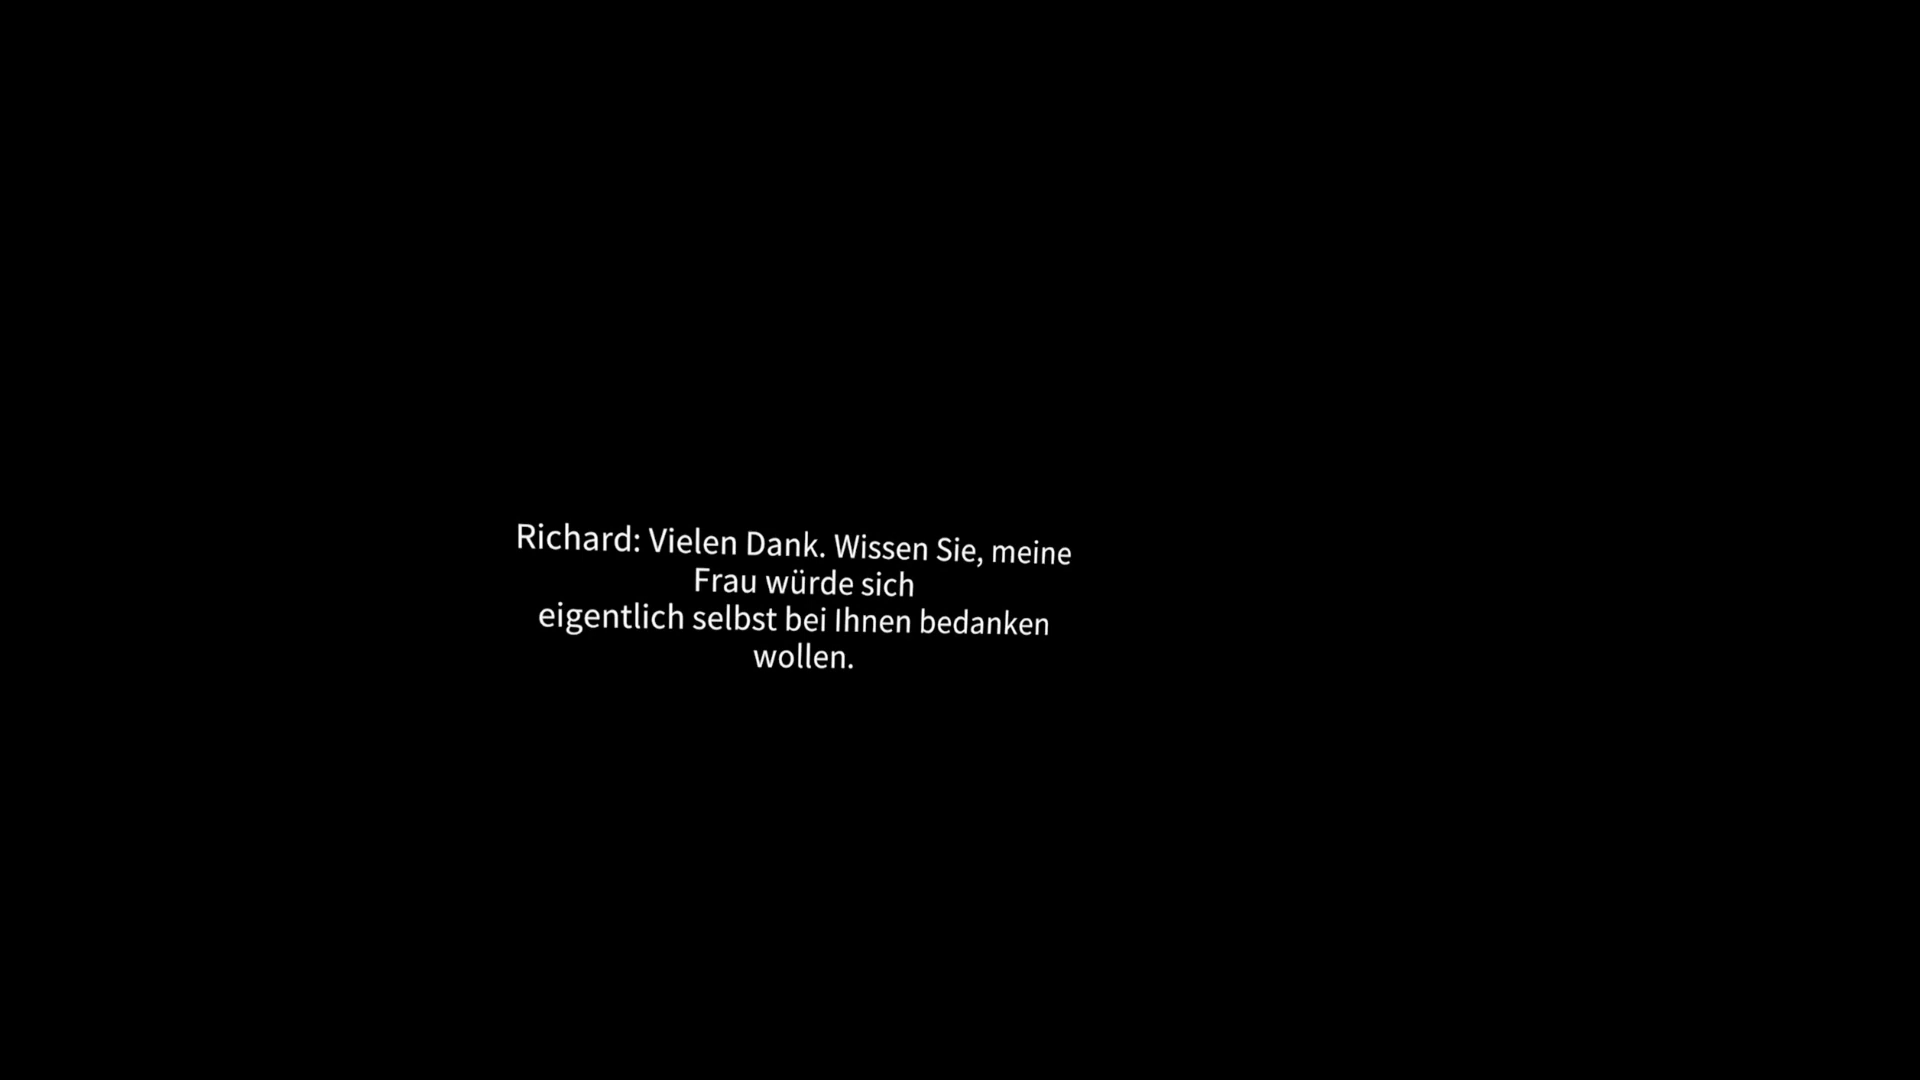 Richard: Vielen Dank. Wissen Sie, meine
Frau würde sich
eigentlich selbst bei Ihnen bedanken
wollen.